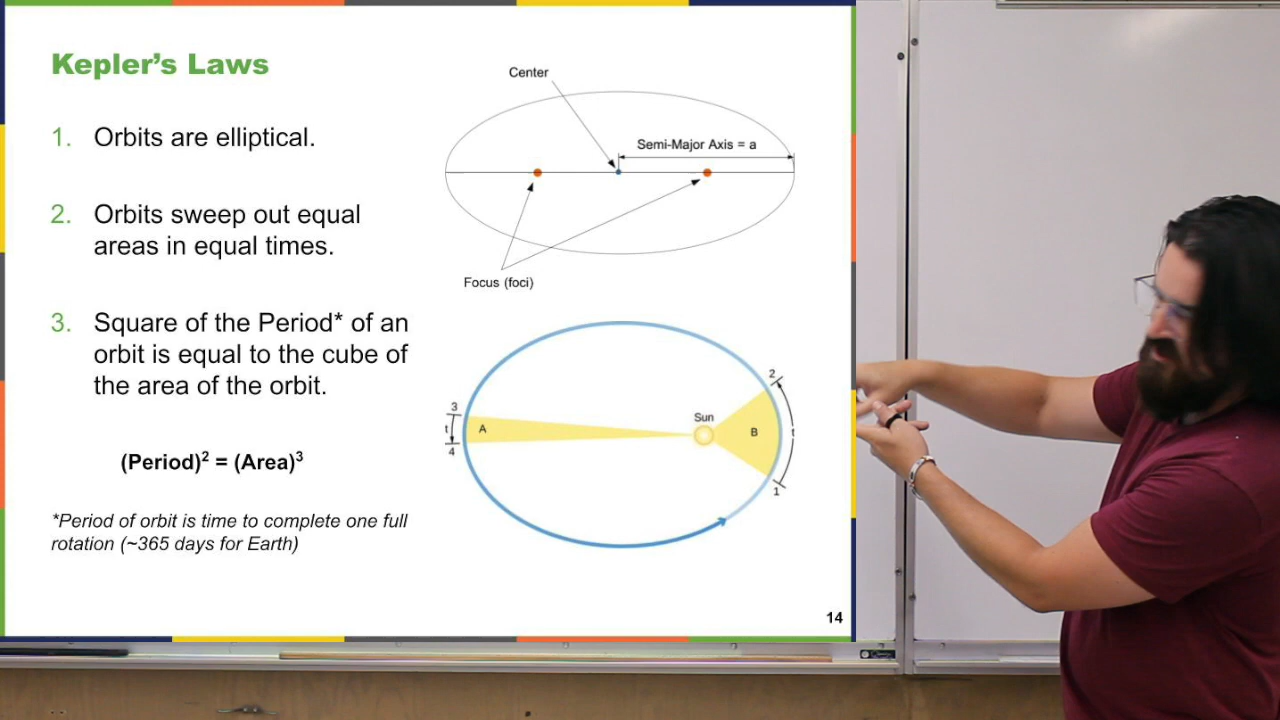 Kepler's Laws
1. Orbits are elliptical.
2. Orbits sweep out equal
areas in equal times.
3. Square of the Period* of an
orbit is equal to the cube of
the area of the orbit.
(Period)² = (Area)³
*Period of orbit is time to complete one full
rotation (~365 days for Earth)
Center
Semi-Major Axis = a
Focus (foci)
2
3
Sun
t
A
B
t
4
1
14